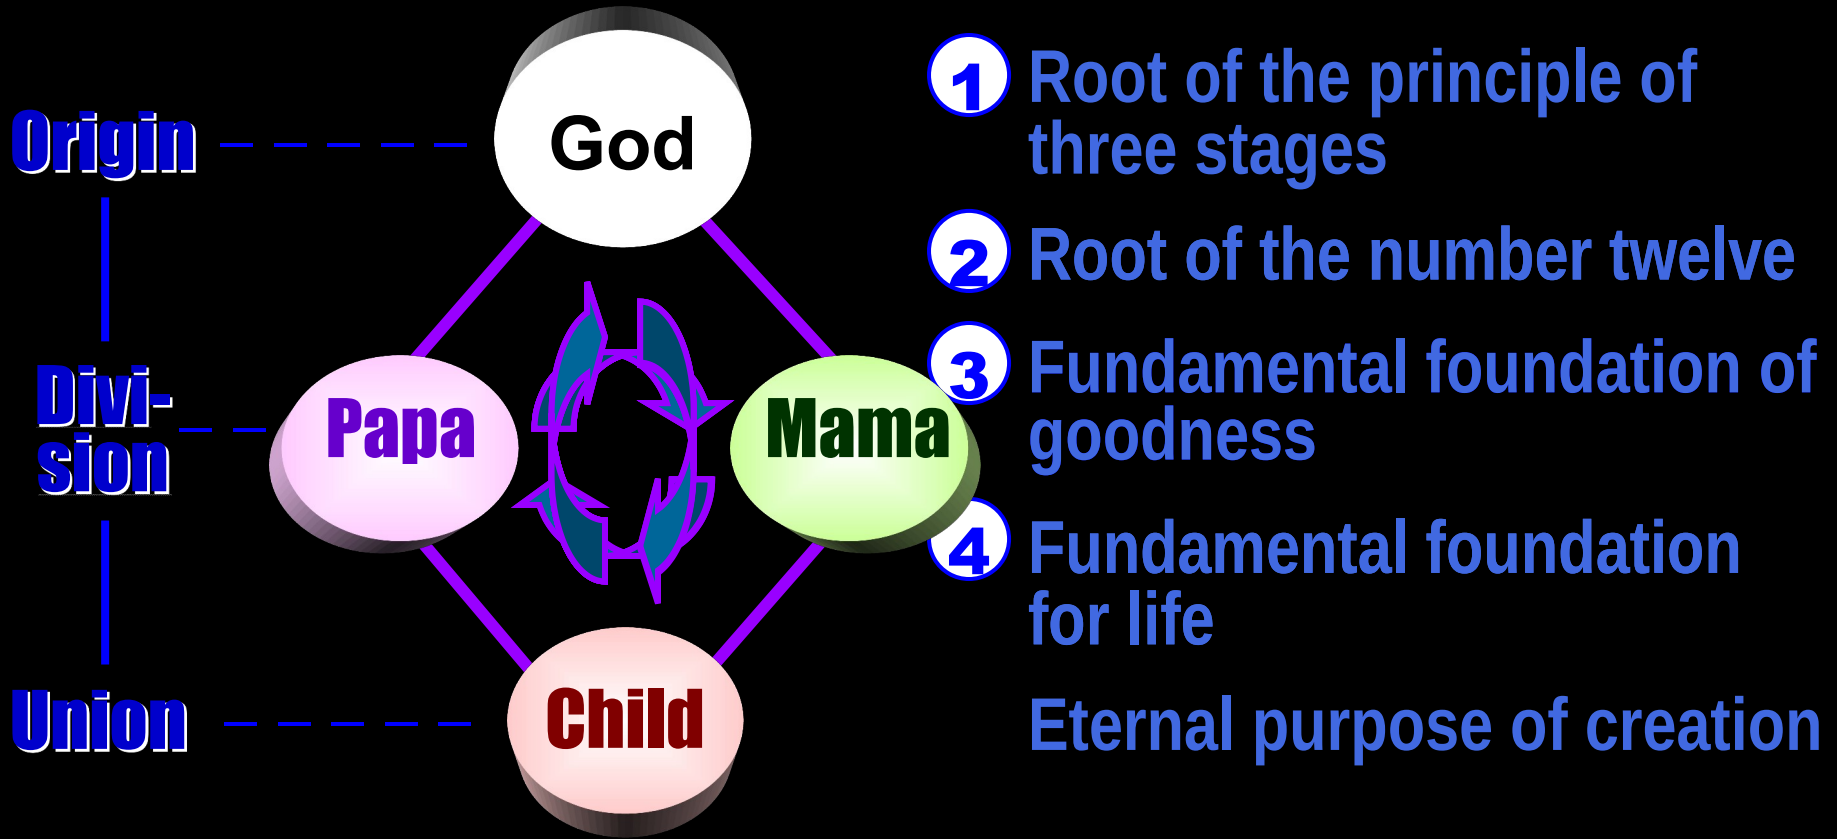 Origin
God
Divi-
sion
Papa
Mama
Union
Child
1 Root of the principle of
three stages
2 Root of the number twelve
3 Fundamental foundation of
goodness
4 Fundamental foundation
for life
Eternal purpose of creation